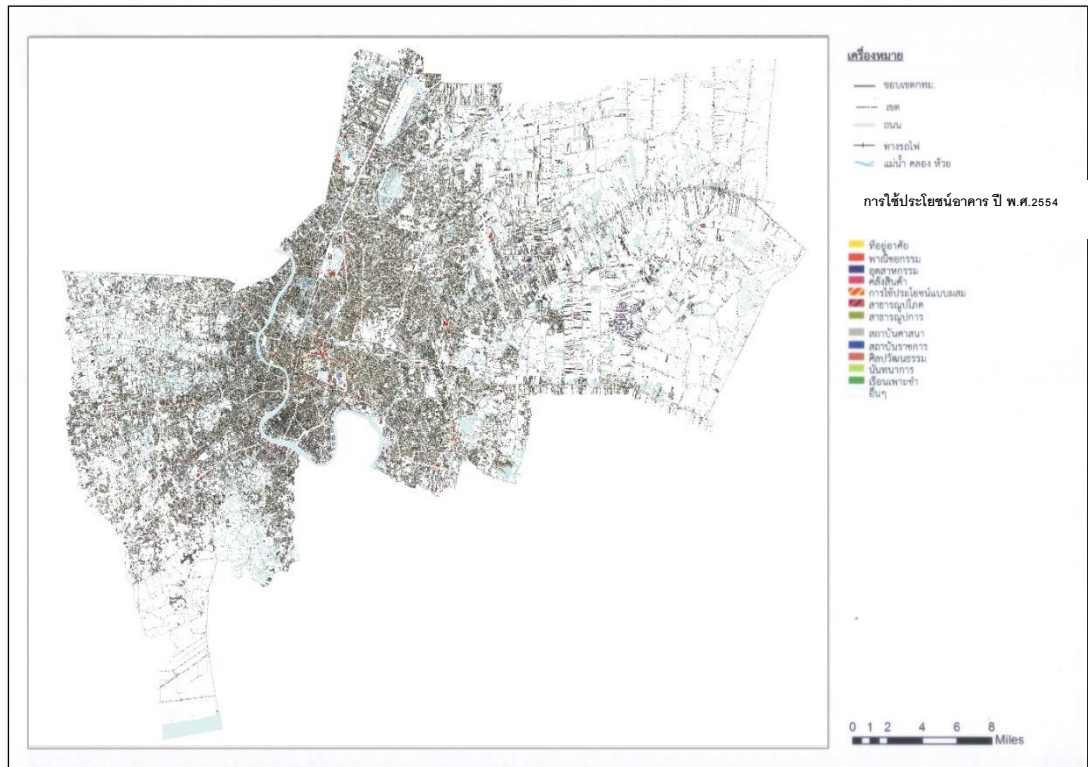 เครื่องหมาย
ขอบเขตกทม.
เขต
ถนน
ทางรถไฟ
แม่น้ำ คลอง ห้วย
การใช้ประโยชน์อาคาร ปี พ.ศ.2554
ที่อยู่อาศัย
พาณิชยกรรม
อุตสาหกรรม
คลังสินค้า
การใช้ประโยชน์แบบผสม
สาธารณูปโภค
สาธารณูปการ
สถาบันศาสนา
สถาบันราชการ
ศิลปวัฒนธรรม
นันทนาการ
เรือนเพาะชำ
อื่นๆ
0 1 2 4 6 8
Miles